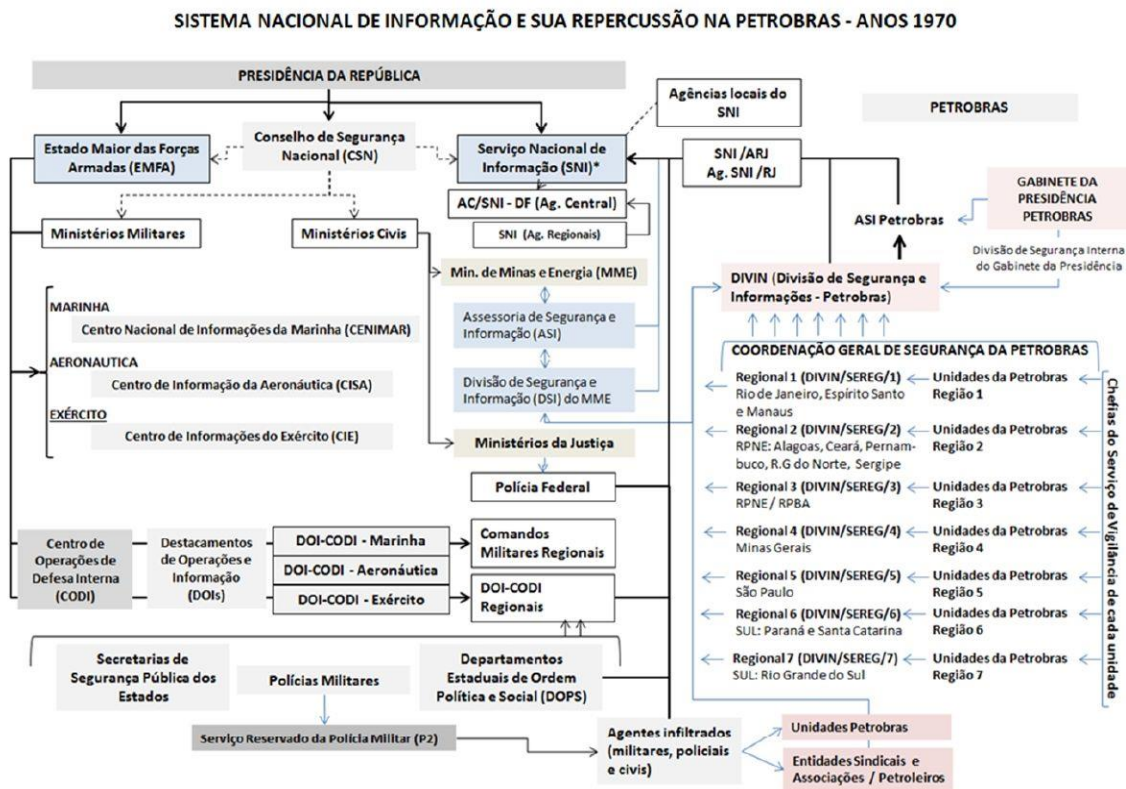 SISTEMA NACIONAL DE INFORMAÇÃO E SUA REPERCUSSÃO NA PETROBRAS - ANOS 1970
PRESIDÊNCIA DA REPÚBLICA
Agências locais do
SNI
PETROBRAS
Estado Maior das Forças
Armadas (EMFA)
Conselho de Segurança
Nacional (CSN)
Serviço Nacional de
Informação (SNI)*
SNI /ARJ
Ag. SNI /RJ
GABINETE DA
PRESIDÊNCIA
PETROBRAS
AC/SNI - DF (Ag. Central)
SNI (Ag. Regionais)
ASI Petrobras
Ministérios Militares
Ministérios Civis
Divisão de Segurança Interna
do Gabinete da Presidência
Min. de Minas e Energia (MME)
DIVIN (Divisão de Segurança e
Informações - Petrobras)
MARINHA
Centro Nacional de Informações da Marinha (CENIMAR)
AERONAUTICA
Centro de Informação da Aeronáutica (CISA)
EXÉRCITO
Centro de Informações do Exército (CIE)
Assessoria de Segurança e
Informação (ASI)
Divisão de Segurança e
Informação (DSI) do MME
Ministérios da Justiça
Polícia Federal
COORDENAÇÃO GERAL DE SEGURANÇA DA PETROBRAS
Regional 1 (DIVIN/SEREG/1)
Rio de Janeiro, Espírito Santo
e Manaus
Unidades da Petrobras
Região 1
Regional 2 (DIVIN/SEREG/2)
RPNE: Alagoas, Ceará, Pernam-
buco, R.G do Norte, Sergipe
Unidades da Petrobras
Região 2
Regional 3 (DIVIN/SEREG/3)
RPNE/ RPBA
Unidades da Petrobras
Região 3
Regional 4 (DIVIN/SEREG/4)
Minas Gerais
Unidades da Petrobras
Região 4
Regional 5 (DIVIN/SEREG/5)
São Paulo
Unidades da Petrobras
Região 5
Regional 6 (DIVIN/SEREG/6)
SUL: Paraná e Santa Catarina
Unidades da Petrobras
Região 6
Regional 7 (DIVIN/SEREG/7)
SUL: Rio Grande do Sul
Unidades da Petrobras
Região 7
Chefias do Serviço de Vigilância de cada unidade
Centro de
Operações de
Defesa Interna
(CODI)
Destacamentos
de Operações e
Informação
(DOIs)
DOI-CODI - Marinha
DOI-CODI - Aeronáutica
DOI-CODI - Exército
Comandos
Militares Regionais
DOI-CODI
Regionais
Secretarias de
Segurança Pública dos
Estados
Polícias Militares
Departamentos
Estaduais de Ordem
Política e Social (DOPS)
Serviço Reservado da Polícia Militar (P2)
Agentes infiltrados
(militares, policiais
e civis)
Unidades Petrobras
Entidades Sindicais e
Associações / Petroleiros